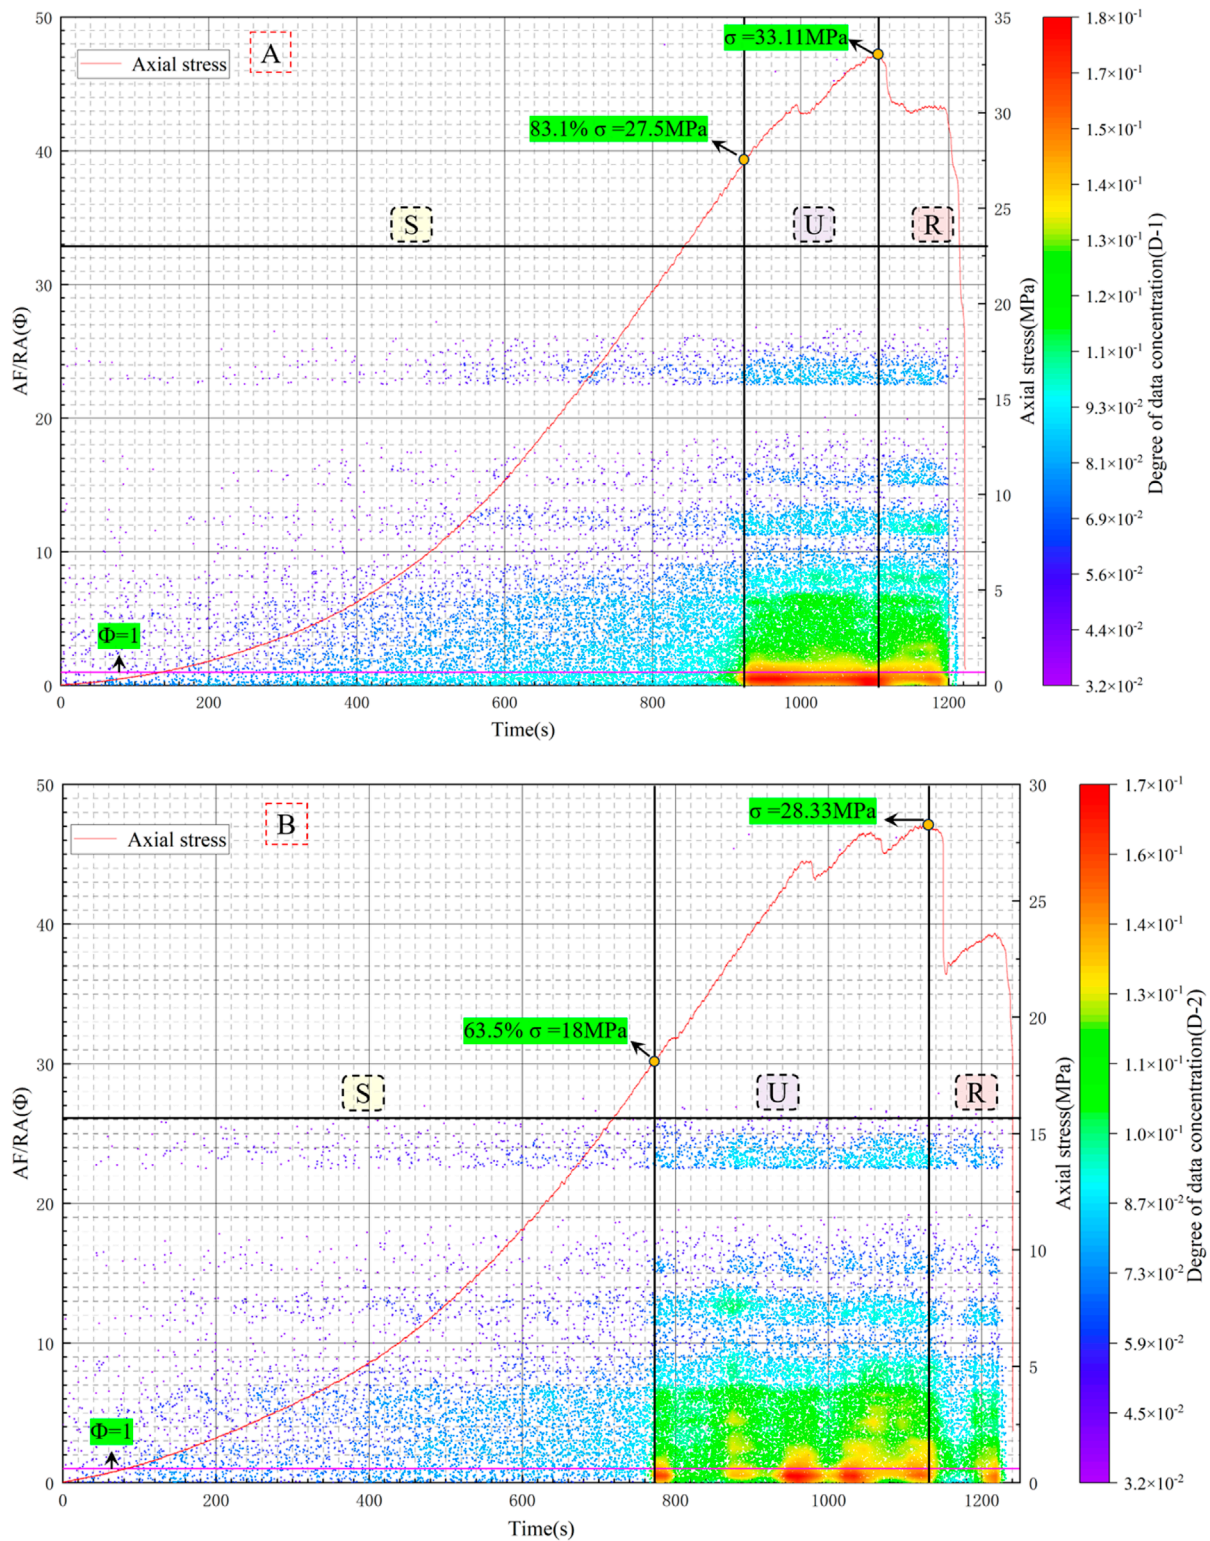 50
35
1.8×10⁻¹
Axial stress
A
σ =33.11MPa
1.7×10⁻¹
30
83.1% σ =27.5MPa
1.5×10⁻¹
40
1.4×10⁻¹
25
S
U
R
1.3×10⁻¹
30
20
1.2×10⁻¹
AF/RA(Φ)
Axial stress(MPa)
Degree of data concentration(D-1)
1.1×10⁻¹
15
20
9.3×10⁻²
8.1×10⁻²
10
6.9×10⁻²
10
5.6×10⁻²
5
Φ=1
4.4×10⁻²
0
0
3.2×10⁻²
0 200 400 600 800 1000 1200
Time(s)
50
30
1.7×10⁻¹
Axial stress
B
σ =28.33MPa
1.6×10⁻¹
25
40
1.4×10⁻¹
1.3×10⁻¹
63.5% σ =18MPa
20
30
1.1×10⁻¹
S
U
R
AF/RA(Φ)
Axial stress(MPa)
Degree of data concentration(D-2)
15
1.0×10⁻¹
20
8.7×10⁻²
10
7.3×10⁻²
10
5.9×10⁻²
5
Φ=1
4.5×10⁻²
0
0
3.2×10⁻²
0 200 400 600 800 1000 1200
Time(s)